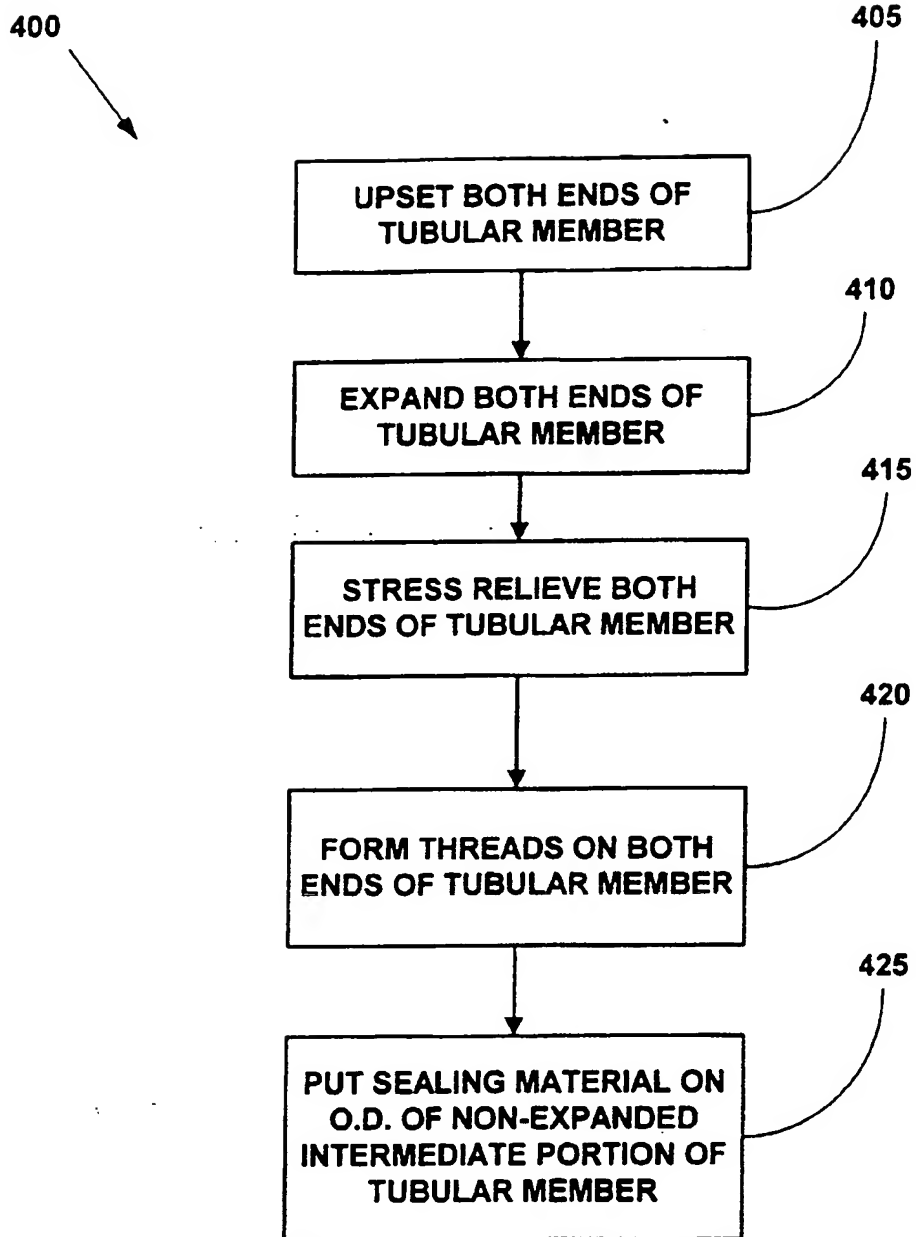 400
405
UPSET BOTH ENDS OF
TUBULAR MEMBER
410
EXPAND BOTH ENDS OF
TUBULAR MEMBER
415
STRESS RELIEVE BOTH
ENDS OF TUBULAR MEMBER
420
FORM THREADS ON BOTH
ENDS OF TUBULAR MEMBER
425
PUT SEALING MATERIAL ON
O.D. OF NON-EXPANDED
INTERMEDIATE PORTION OF
TUBULAR MEMBER